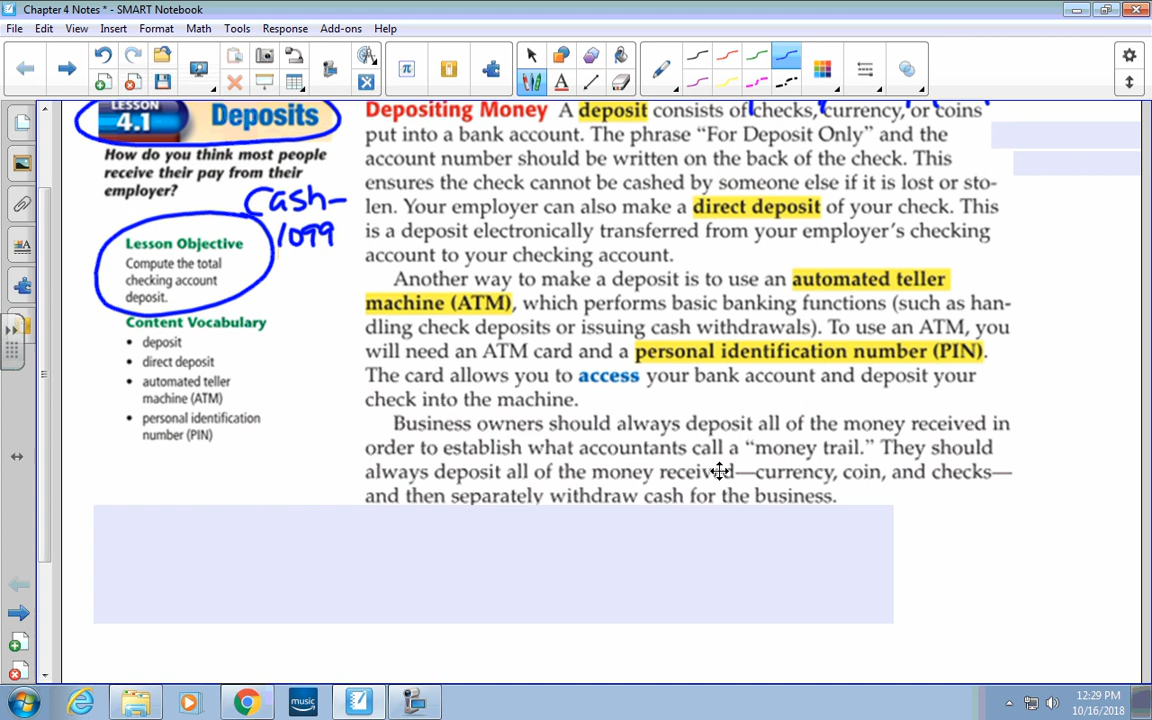 Chapter 4 Notes * - SMART Notebook
File Edit View Insert Format Math Tools Response Add-ons Help
LESSON
4.1
Deposits
How do you think most people
receive their pay from their
employer?
Cash-
1099
Lesson Objective
Compute the total
checking account
deposit.
Content Vocabulary
• deposit
• direct deposit
• automated teller
machine (ATM)
• personal identification
number (PIN)
Depositing Money A deposit consists of checks, currency, or coins
put into a bank account. The phrase “For Deposit Only” and the
account number should be written on the back of the check. This
ensures the check cannot be cashed by someone else if it is lost or sto-
len. Your employer can also make a direct deposit of your check. This
is a deposit electronically transferred from your employer’s checking
account to your checking account.
Another way to make a deposit is to use an automated teller
machine (ATM), which performs basic banking functions (such as han-
dling check deposits or issuing cash withdrawals). To use an ATM, you
will need an ATM card and a personal identification number (PIN).
The card allows you to access your bank account and deposit your
check into the machine.
Business owners should always deposit all of the money received in
order to establish what accountants call a “money trail.” They should
always deposit all of the money received—currency, coin, and checks—
and then separately withdraw cash for the business.
music
12:29 PM
10/16/2018